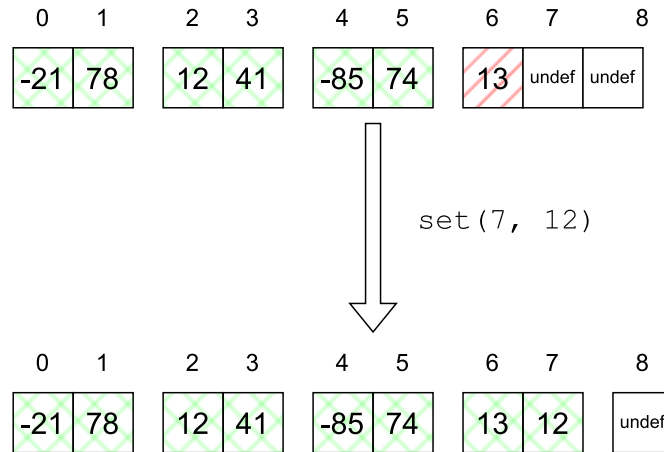 0 1 2 3 4 5 6 7 8
-21 78 12 41 -85 74 13 undef undef
set(7, 12)
0 1 2 3 4 5 6 7 8
-21 78 12 41 -85 74 13 12 undef